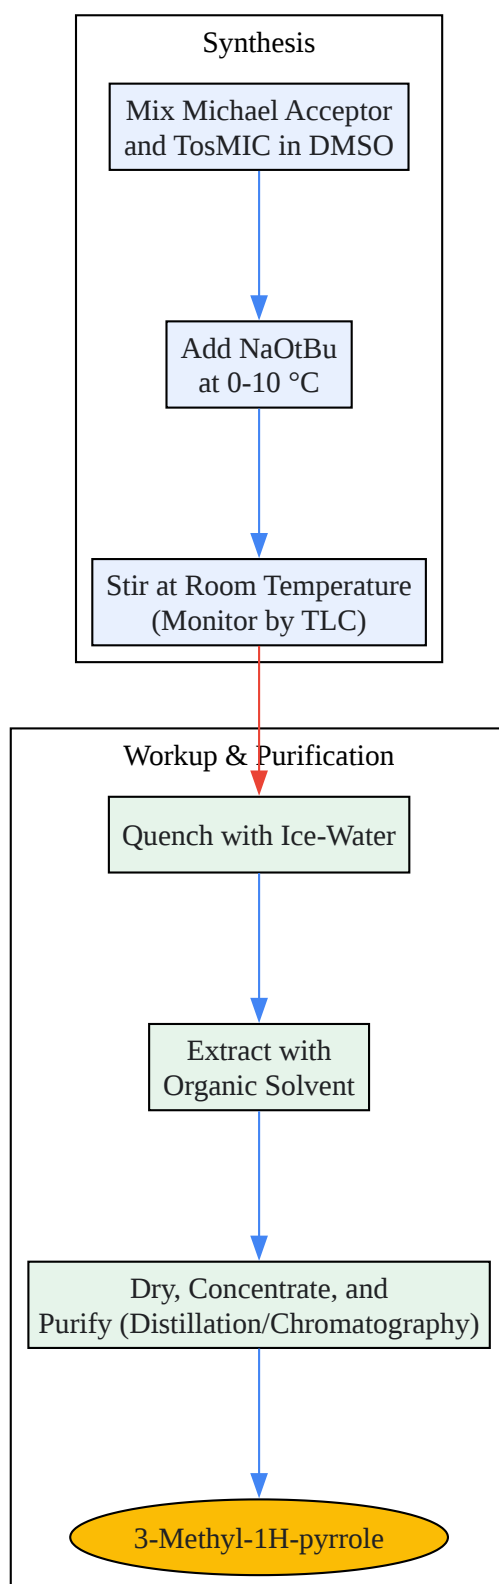 Synthesis
Mix Michael Acceptor
and TosMIC in DMSO
Add NaOtBu
at 0-10 °C
Stir at Room Temperature
(Monitor by TLC)
Workup & Purification
Quench with Ice-Water
Extract with
Organic Solvent
Dry, Concentrate, and
Purify (Distillation/Chromatography)
3-Methyl-1H-pyrrole